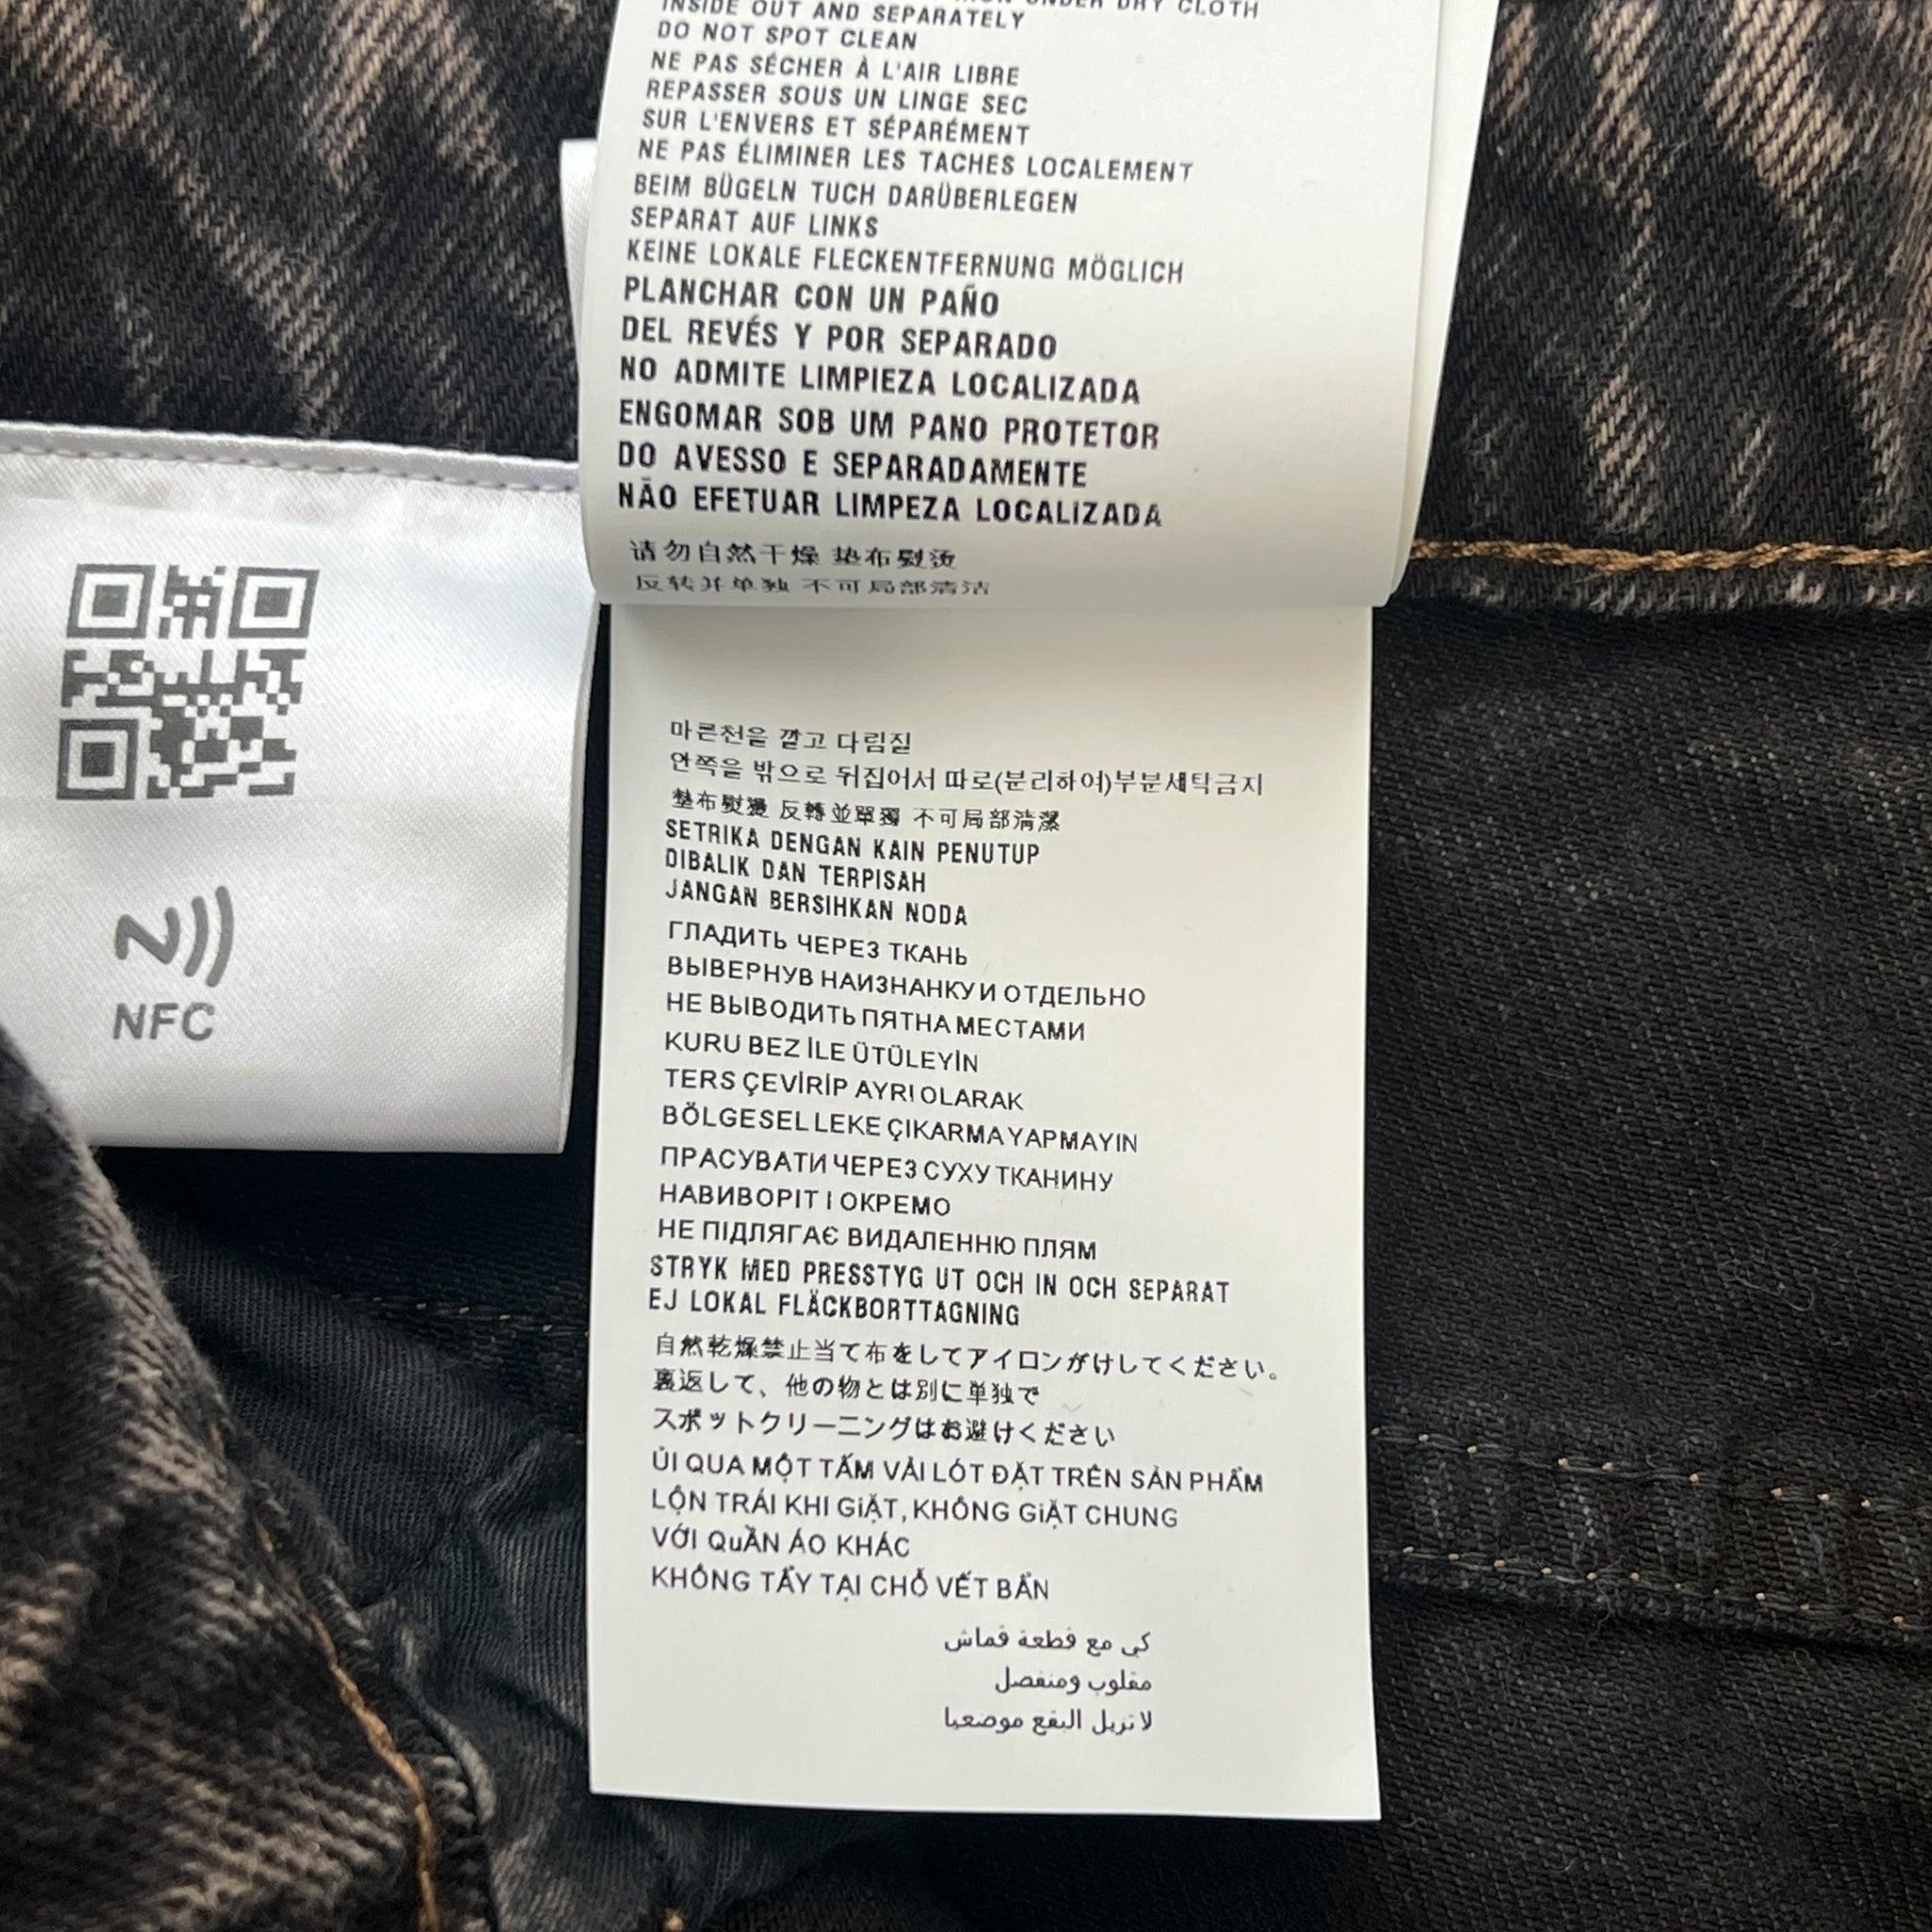 UNDER DRY CLOTH
INSIDE OUT AND SEPARATELY
DO NOT SPOT CLEAN
NE PAS SÉCHER À L'AIR LIBRE
REPASSER SOUS UN LINGE SEC
SUR L'ENVERS ET SÉPARÉMENT
NE PAS ÉLIMINER LES TACHES LOCALEMENT
BEIM BÜGELN TUCH DARÜBERLEGEN
SEPARAT AUF LINKS
KEINE LOKALE FLECKENTFERNUNG MÖGLICH
PLANCHAR CON UN PAÑO
DEL REVÉS Y POR SEPARADO
NO ADMITE LIMPIEZA LOCALIZADA
ENGOMAR SOB UM PANO PROTETOR
DO AVESSO E SEPARADAMENTE
NÃO EFETUAR LIMPEZA LOCALIZADA
请勿自然干燥 垫布熨烫
反转并单独 不可局部清洁
NFC
마른천을 깔고 다림질
안쪽을 밖으로 뒤집어서 따로(분리하여)부분세탁금지
墊布熨燙 反轉並單獨 不可局部清潔
SETRIKA DENGAN KAIN PENUTUP
DIBALIK DAN TERPISAH
JANGAN BERSIHKAN NODA
ГЛАДИТЬ ЧЕРЕЗ ТКАНЬ
ВЫВЕРНУВ НАИЗНАНКУ И ОТДЕЛЬНО
НЕ ВЫВОДИТЬ ПЯТНА МЕСТАМИ
KURU BEZ İLE ÜTÜLEYİN
TERS ÇEVİRİP AYRI OLARAK
BÖLGESEL LEKE ÇIKARMA YAPMAYIN
ПРАСУВАТИ ЧЕРЕЗ СУХУ ТКАНИНУ
НАВИВОРІТ І ОКРЕМО
НЕ ПІДЛЯГАЄ ВИДАЛЕННЮ ПЛЯМ
STRYK MED PRESSTYG UT OCH IN OCH SEPARAT
EJ LOKAL FLÄCKBORTTAGNING
自然乾燥禁止当て布をしてアイロンがけしてください。
裏返して、他の物とは別に単独で
スポットクリーニングはお避けください
ỦI QUA MỘT TẤM VẢI LÓT ĐẶT TRÊN SẢN PHẨM
LỘN TRÁI KHI GiẶT, KHÔNG GiẶT CHUNG
VỚI QuẦN ÁO KHÁC
KHÔNG TẨY TẠI CHỖ VẾT BẨN
كي مع قطعة قماش
مقلوب ومنفصل
لا تزيل البقع موضعيا